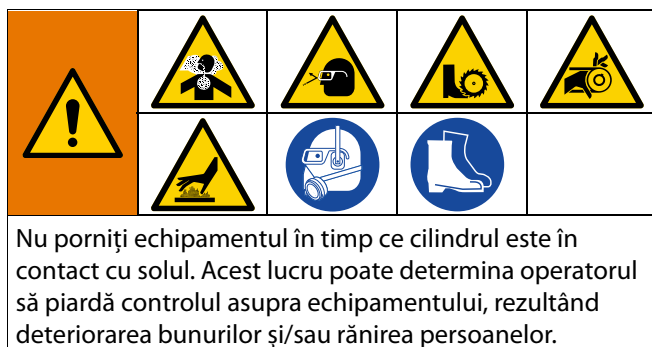 Nu porniți echipamentul în timp ce cilindrul este în
contact cu solul. Acest lucru poate determina operatorul
să piardă controlul asupra echipamentului, rezultând
deteriorarea bunurilor și/sau rănirea persoanelor.